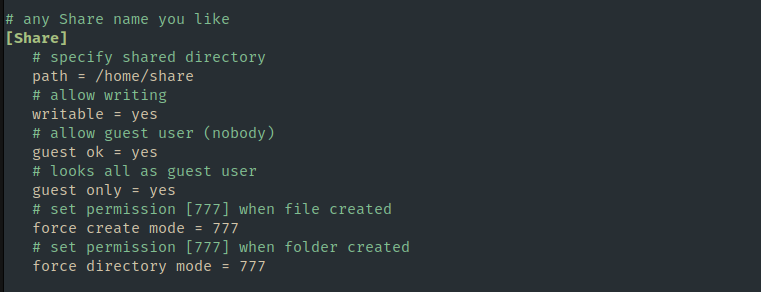 # any Share name you like
[Share]
# specify shared directory
path = /home/share
# allow writing
writable = yes
# allow guest user (nobody)
guest ok = yes
# looks all as guest user
guest only = yes
# set permission [777] when file created
force create mode = 777
# set permission [777] when folder created
force directory mode = 777